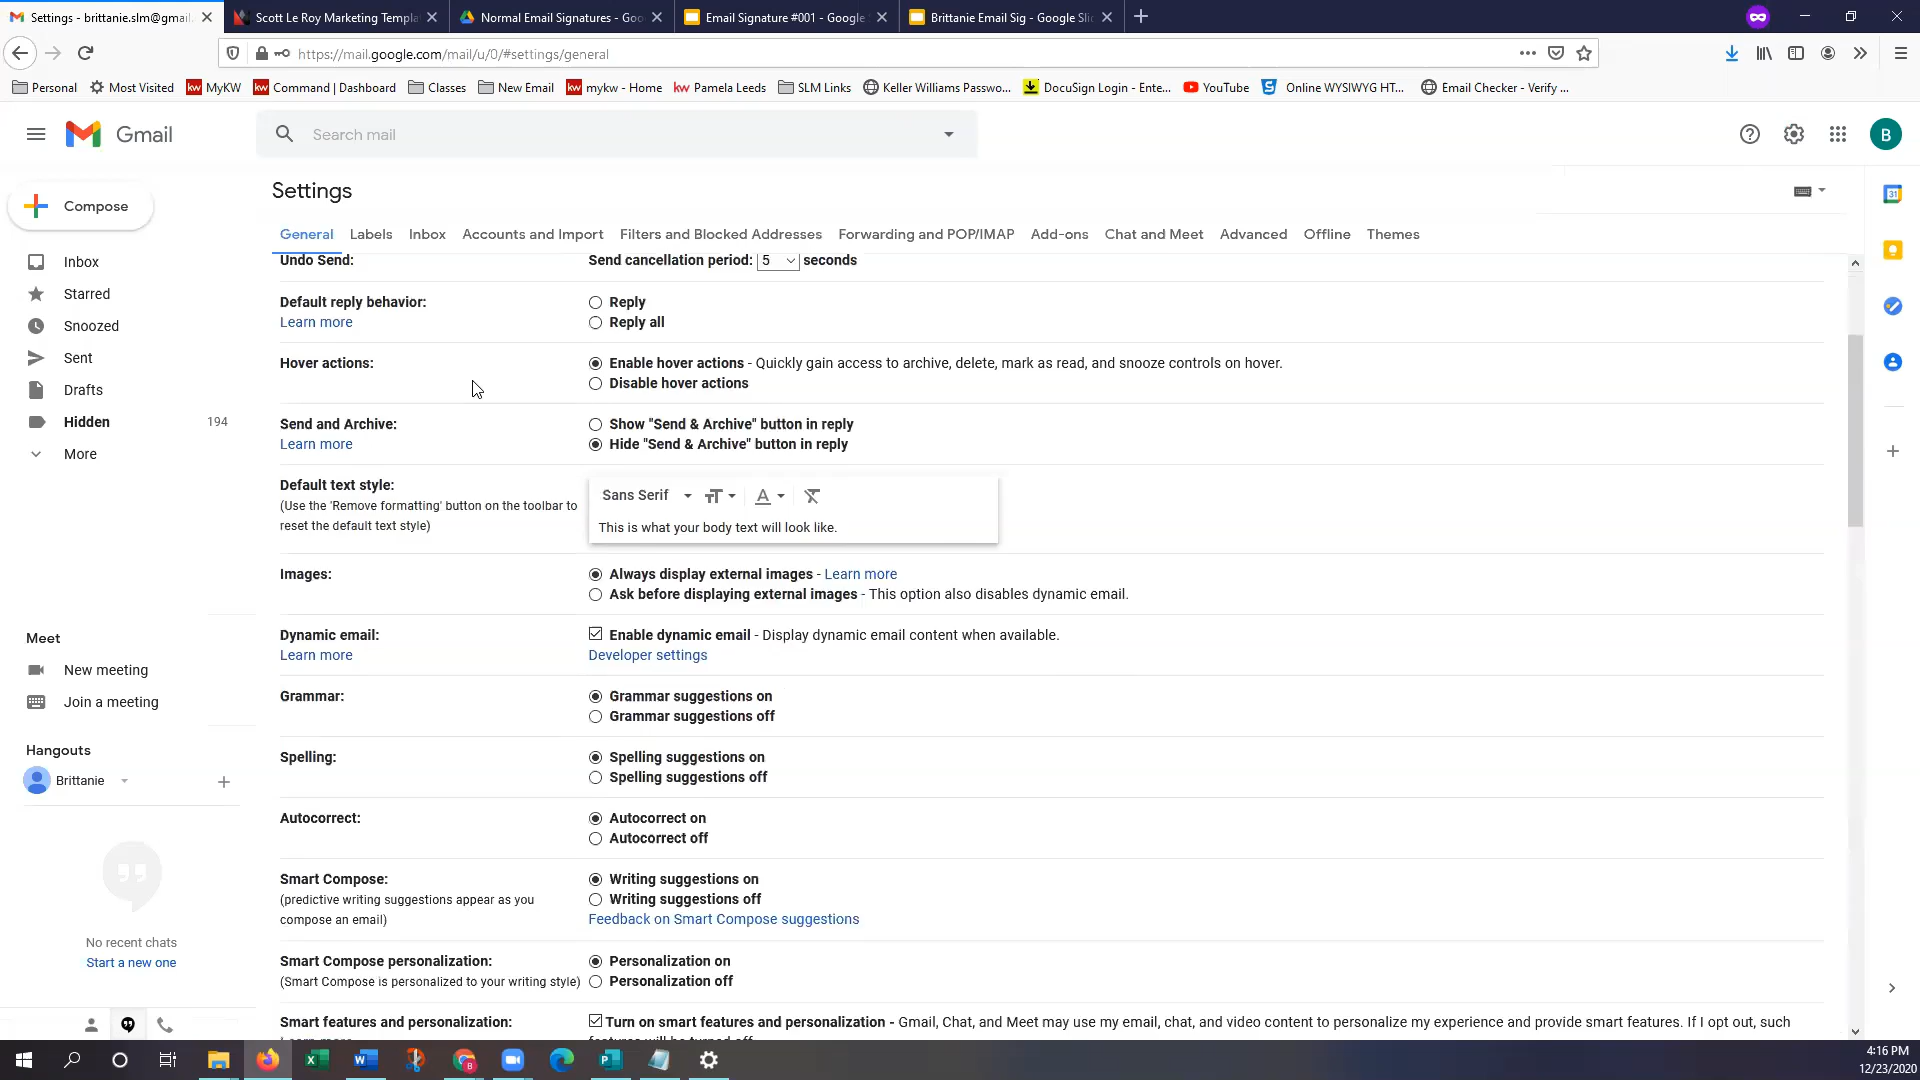 Settings - brittanie.slm@gmail.
Scott Le Roy Marketing Templa
Normal Email Signatures - Goo
Email Signature #001 - Google
Brittanie Email Sig - Google Sli
https://mail.google.com/mail/u/0/#settings/general
Personal
Most Visited
MyKW
Command | Dashboard
Classes
New Email
mykw - Home
Pamela Leeds
SLM Links
Keller Williams Passwo...
DocuSign Login - Ente...
YouTube
Online WYSIWYG HT...
Email Checker - Verify ...
Gmail
Search mail
B
Compose
Inbox
Starred
Snoozed
Sent
Drafts
Hidden 194
More
Meet
New meeting
Join a meeting
Hangouts
Brittanie
No recent chats
Start a new one
Settings
General
Labels
Inbox
Accounts and Import
Filters and Blocked Addresses
Forwarding and POP/IMAP
Add-ons
Chat and Meet
Advanced
Offline
Themes
Undo Send:
Send cancellation period: 5 seconds
Default reply behavior:
Learn more
Reply
Reply all
Hover actions:
Enable hover actions - Quickly gain access to archive, delete, mark as read, and snooze controls on hover.
Disable hover actions
Send and Archive:
Learn more
Show "Send & Archive" button in reply
Hide "Send & Archive" button in reply
Default text style:
(Use the 'Remove formatting' button on the toolbar to
reset the default text style)
Sans Serif
This is what your body text will look like.
Images:
Always display external images - Learn more
Ask before displaying external images - This option also disables dynamic email.
Dynamic email:
Learn more
Enable dynamic email - Display dynamic email content when available.
Developer settings
Grammar:
Grammar suggestions on
Grammar suggestions off
Spelling:
Spelling suggestions on
Spelling suggestions off
Autocorrect:
Autocorrect on
Autocorrect off
Smart Compose:
(predictive writing suggestions appear as you
compose an email)
Writing suggestions on
Writing suggestions off
Feedback on Smart Compose suggestions
Smart Compose personalization:
(Smart Compose is personalized to your writing style)
Personalization on
Personalization off
Smart features and personalization:
Turn on smart features and personalization - Gmail, Chat, and Meet may use my email, chat, and video content to personalize my experience and provide smart features. If I opt out, such
4:16 PM
12/23/2020